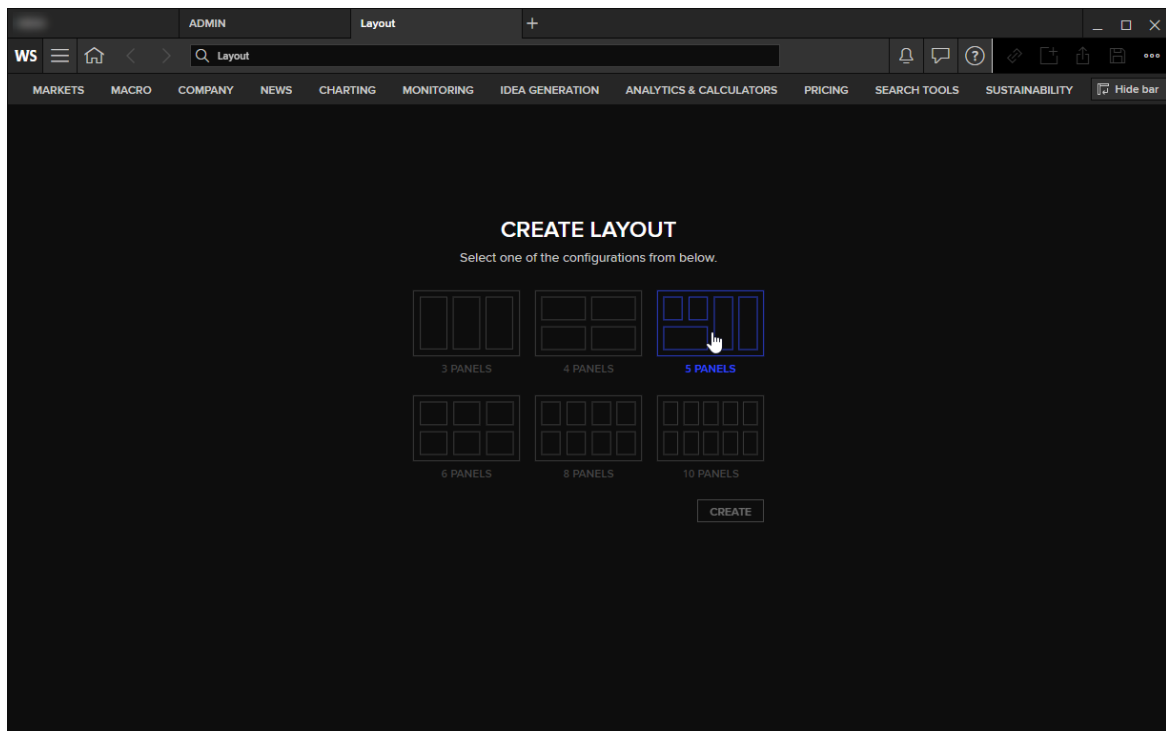 ADMIN Layout
WS Layout
MARKETS MACRO COMPANY NEWS CHARTING MONITORING IDEA GENERATION ANALYTICS & CALCULATORS PRICING SEARCH TOOLS SUSTAINABILITY Hide bar
CREATE LAYOUT
Select one of the configurations from below.
3 PANELS 4 PANELS 5 PANELS
6 PANELS 8 PANELS 10 PANELS
CREATE